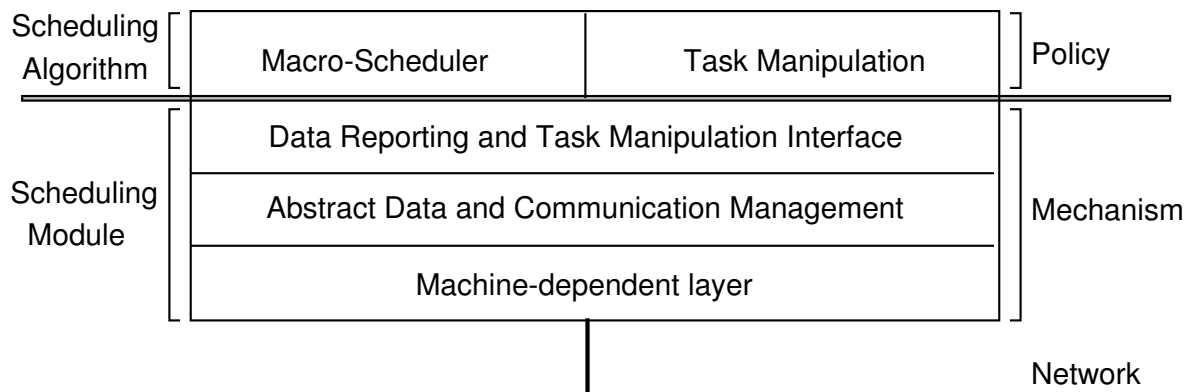 Scheduling
Algorithm
Macro-Scheduler
Task Manipulation
Policy
Data Reporting and Task Manipulation Interface
Scheduling
Module
Abstract Data and Communication Management
Mechanism
Machine-dependent layer
Network